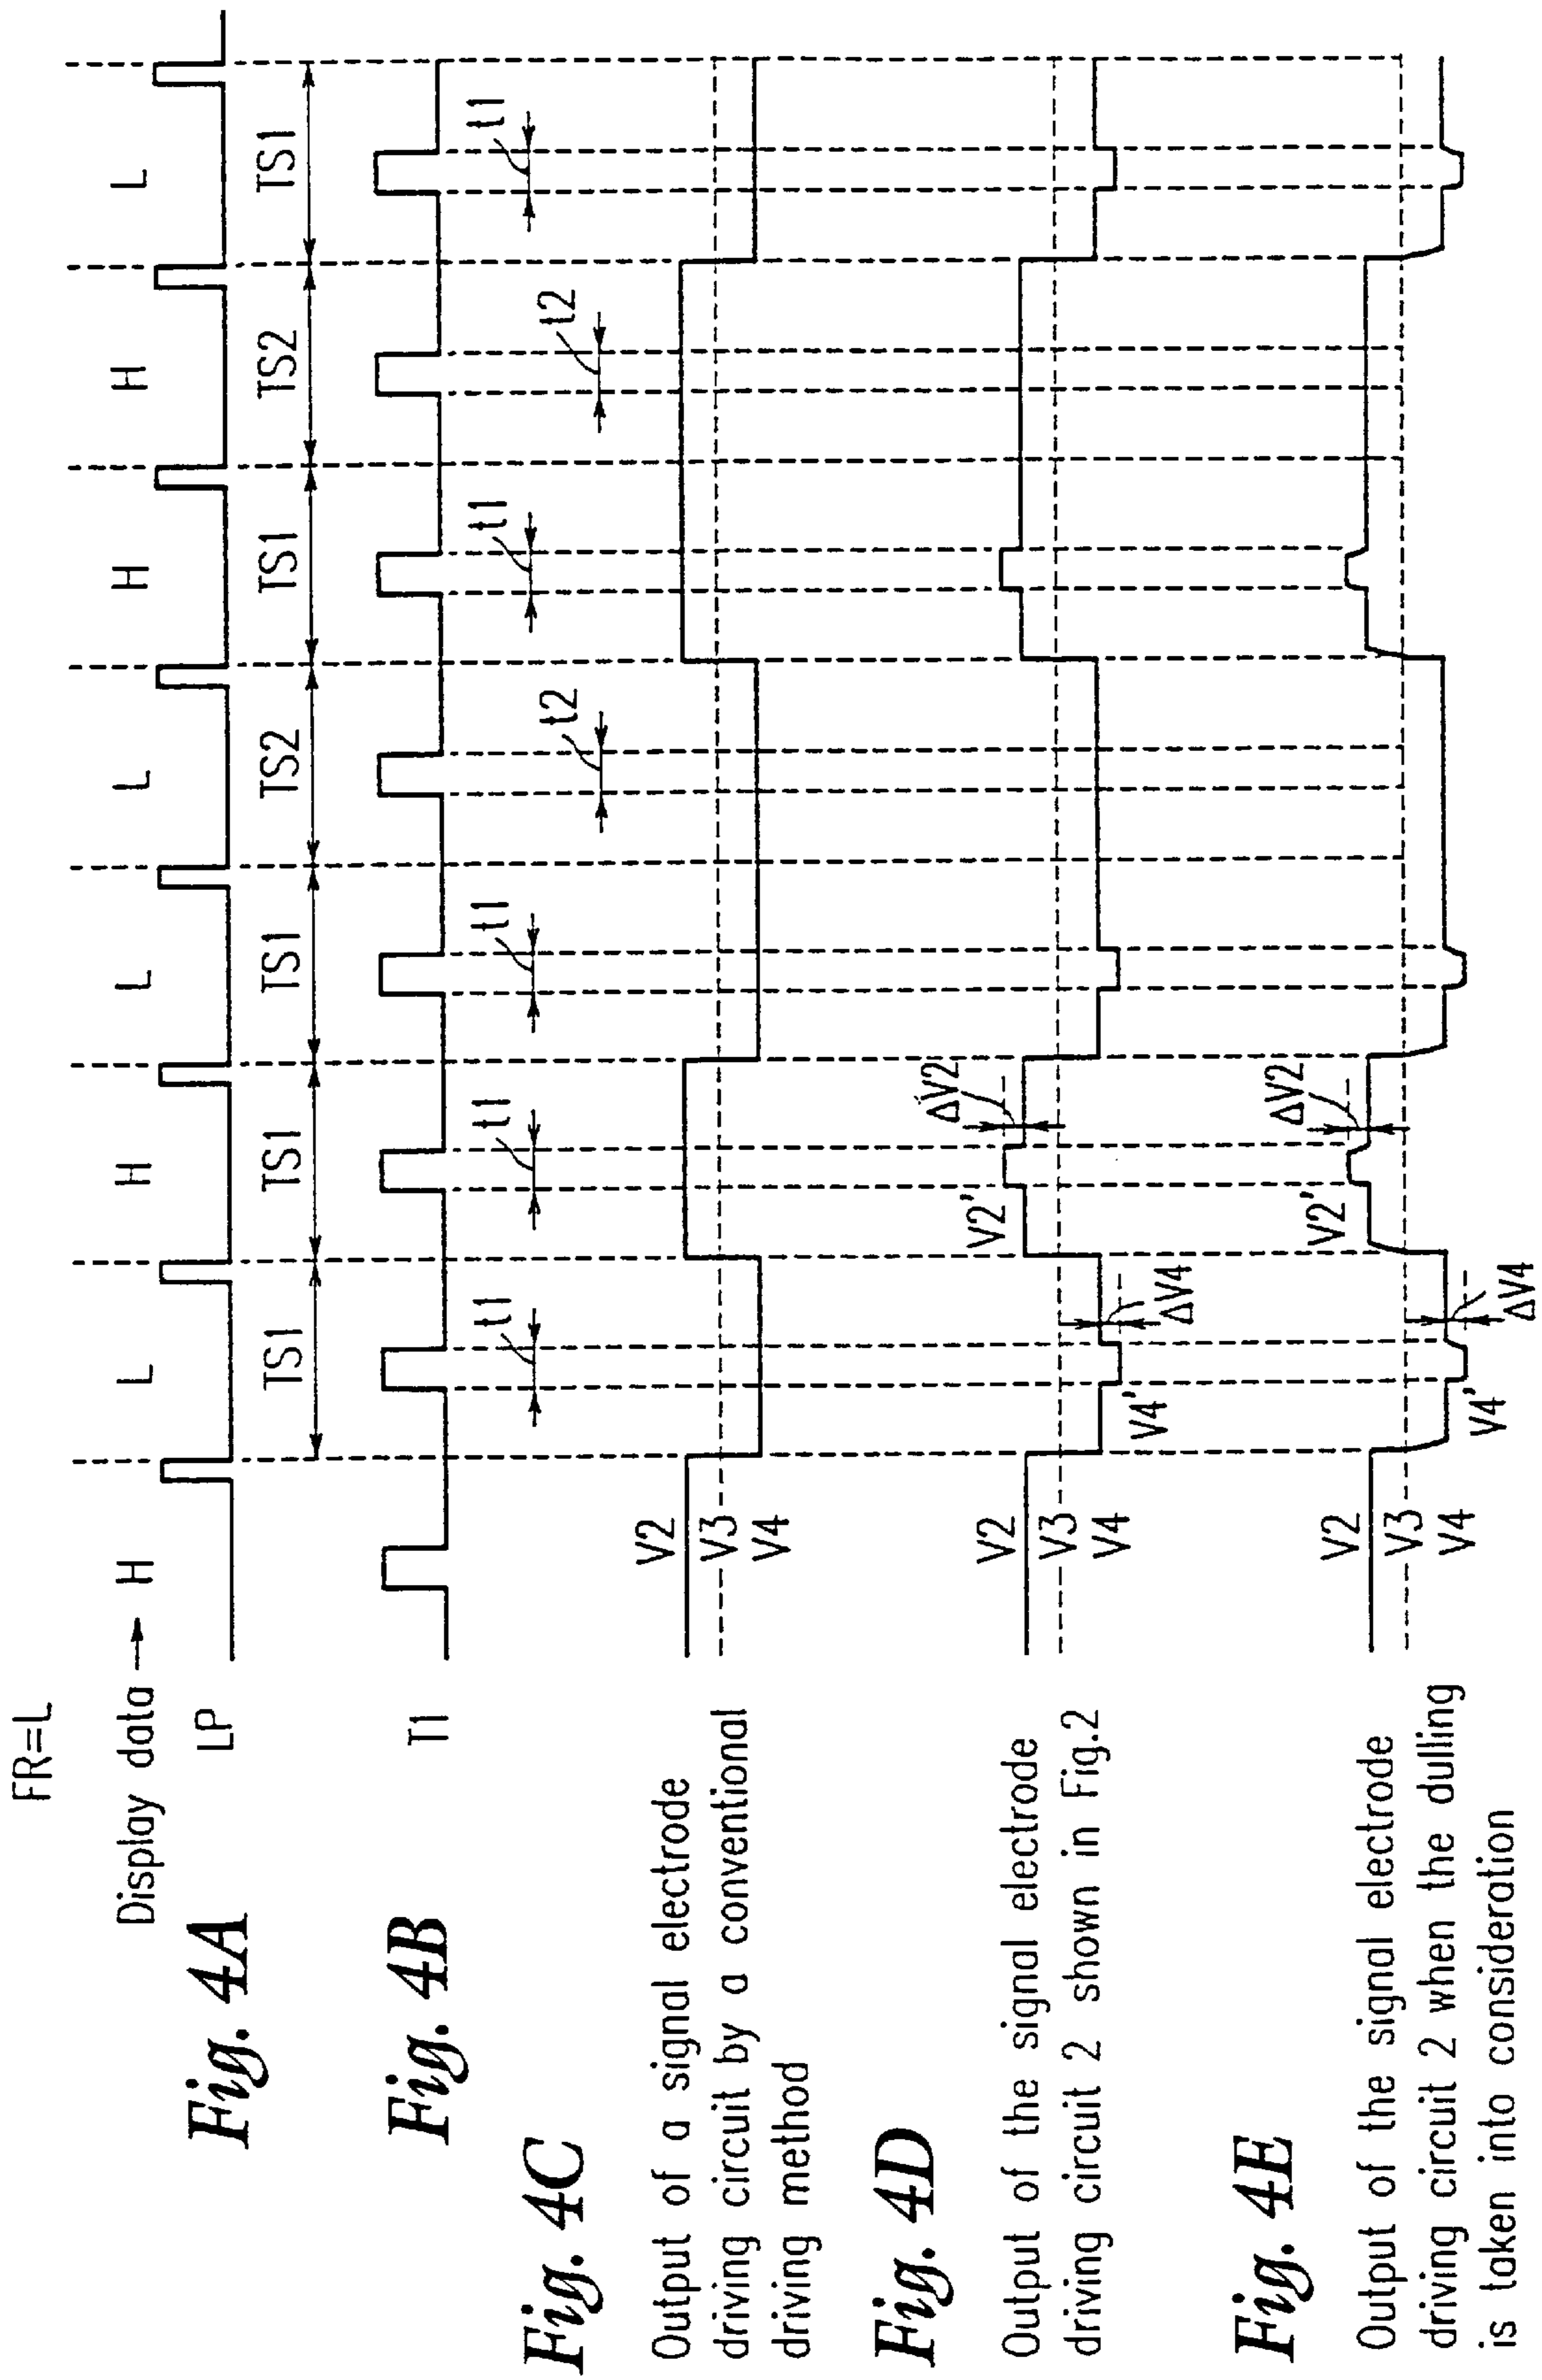 FR=L
Display data → H L H L L H H L
Fig. 4A
LP
TS1 TS1 TS1 TS2 TS1 TS2 TS1
Fig. 4B
T1
t1 t1 t1 t2 t1 t2 t1
Fig. 4C
Output of a signal electrode
driving circuit by a conventional
driving method
V2
V3
V4
Fig. 4D
Output of the signal electrode
driving circuit 2 shown in Fig.2
V2
V3
V4
V4'
ΔV4
V2'
ΔV2
Fig. 4E
Output of the signal electrode
driving circuit 2 when the dulling
is taken into consideration
V2
V3
V4
V4'
ΔV4
V2'
ΔV2